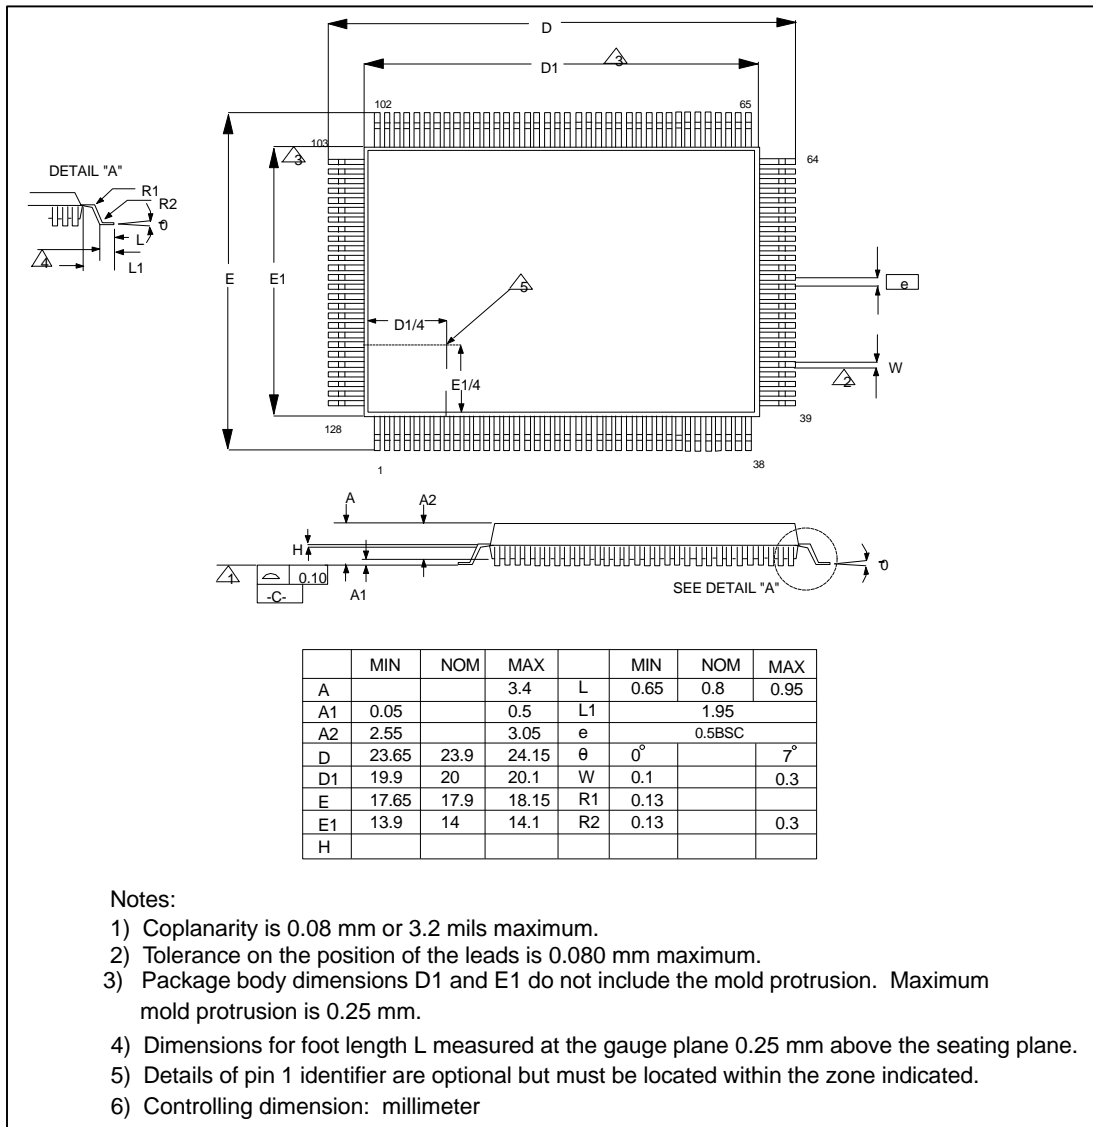 D
D1
3
102
65
103
3
64
DETAIL "A"
R1
R2
θ
L
4
L1
E
E1
5
e
D1/4
E1/4
W
2
128
39
1
38
A
A2
H
1
0.10
-C-
A1
SEE DETAIL "A"
θ
MIN NOM MAX MIN NOM MAX
A 3.4 L 0.65 0.8 0.95
A1 0.05 0.5 L1 1.95
A2 2.55 3.05 e 0.5BSC
D 23.65 23.9 24.15 θ 0° 7°
D1 19.9 20 20.1 W 0.1 0.3
E 17.65 17.9 18.15 R1 0.13
E1 13.9 14 14.1 R2 0.13 0.3
H
Notes:
1) Coplanarity is 0.08 mm or 3.2 mils maximum.
2) Tolerance on the position of the leads is 0.080 mm maximum.
3) Package body dimensions D1 and E1 do not include the mold protrusion. Maximum
mold protrusion is 0.25 mm.
4) Dimensions for foot length L measured at the gauge plane 0.25 mm above the seating plane.
5) Details of pin 1 identifier are optional but must be located within the zone indicated.
6) Controlling dimension: millimeter